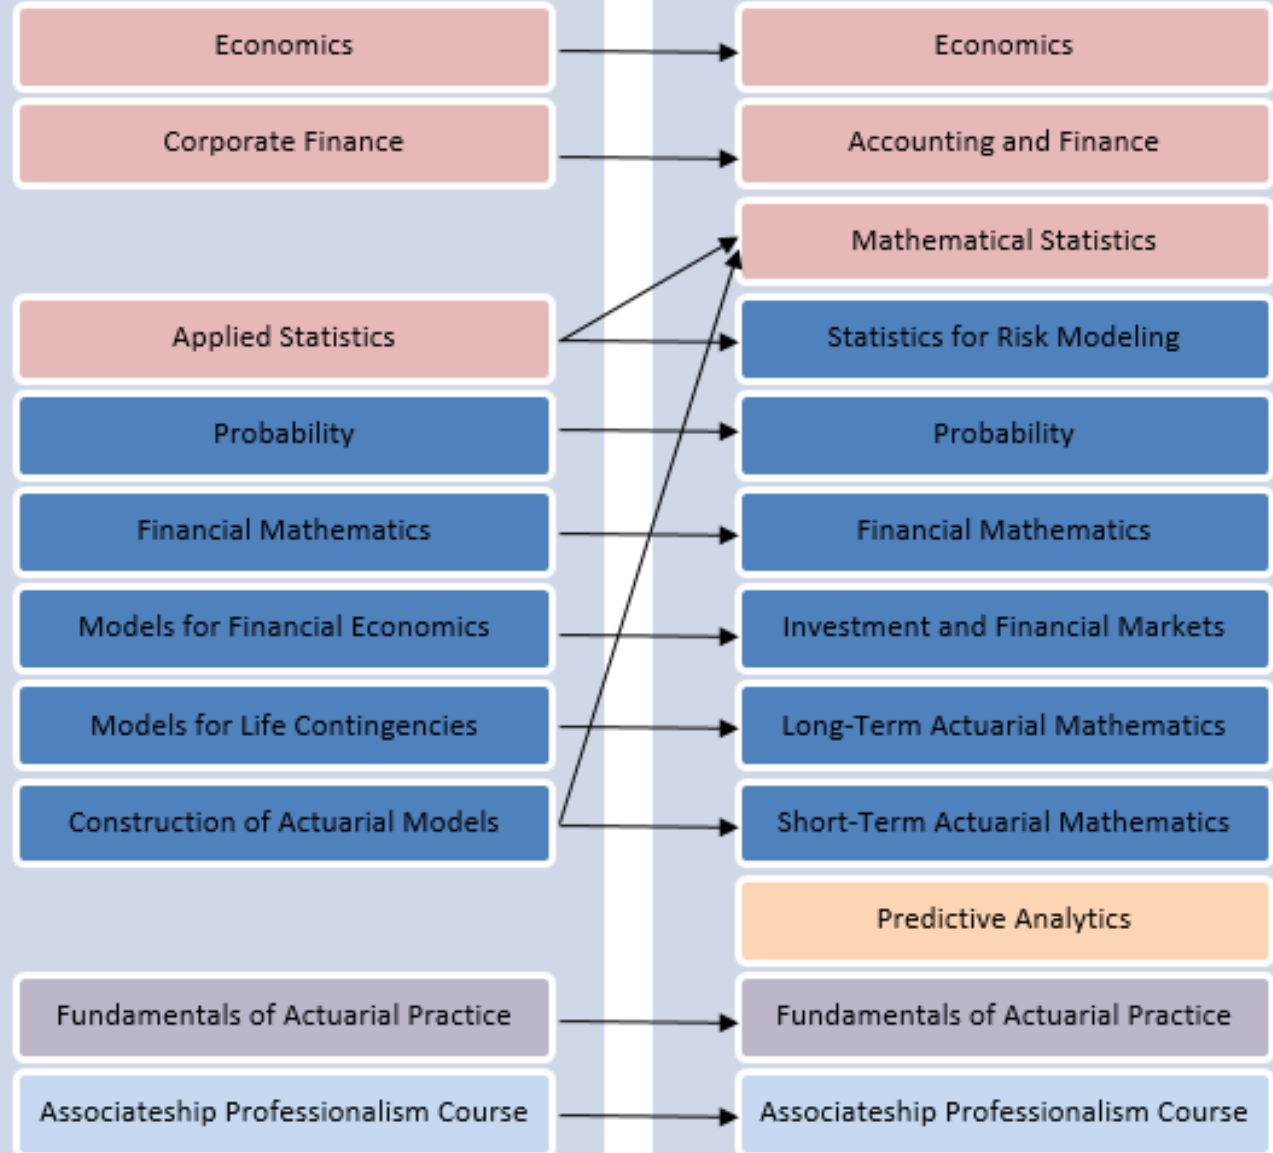 Economics
Economics
Corporate Finance
Accounting and Finance
Mathematical Statistics
Applied Statistics
Statistics for Risk Modeling
Probability
Probability
Financial Mathematics
Financial Mathematics
Models for Financial Economics
Investment and Financial Markets
Models for Life Contingencies
Long-Term Actuarial Mathematics
Construction of Actuarial Models
Short-Term Actuarial Mathematics
Predictive Analytics
Fundamentals of Actuarial Practice
Fundamentals of Actuarial Practice
Associateship Professionalism Course
Associateship Professionalism Course